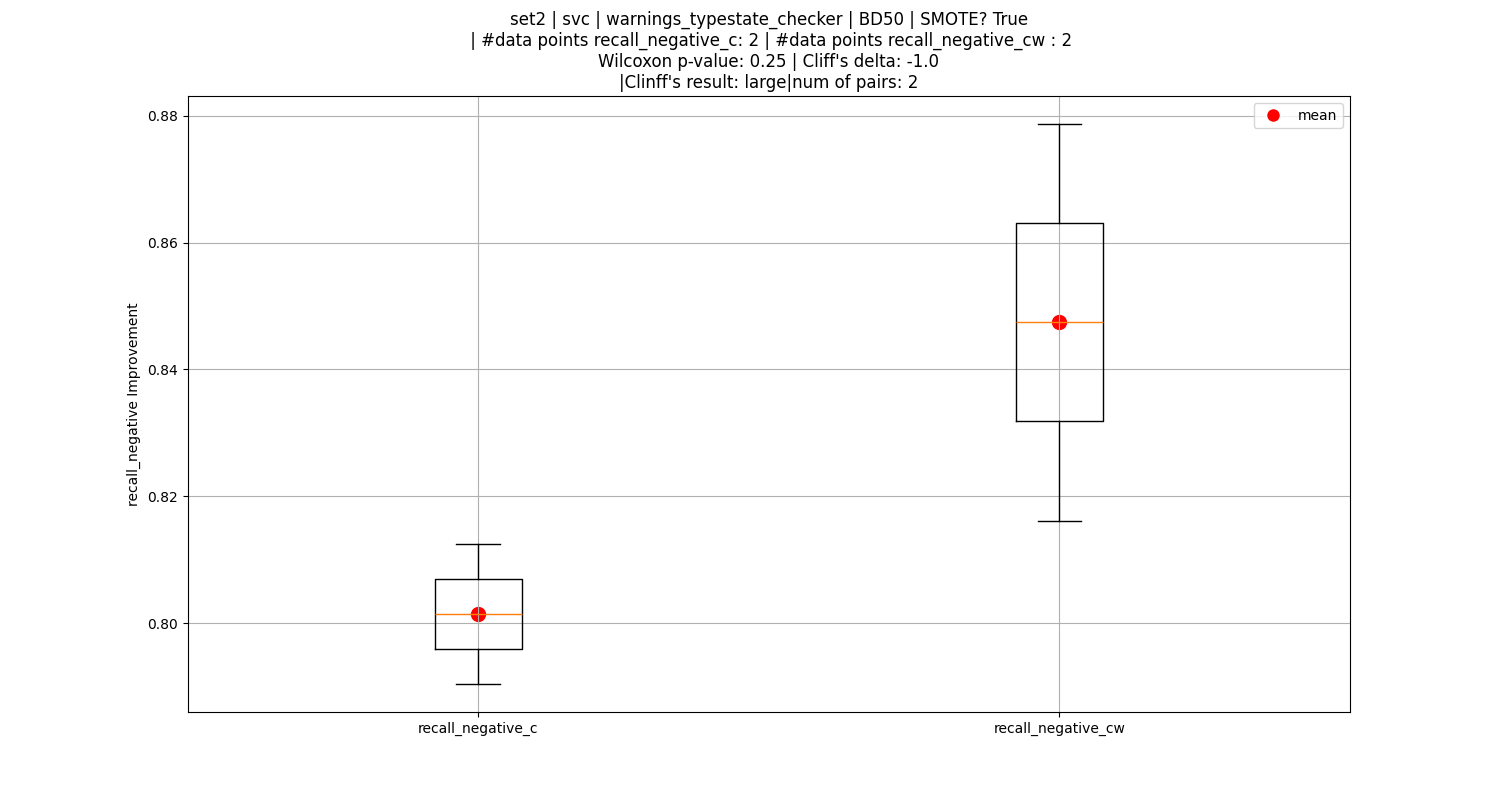 set2 | svc | warnings_typestate_checker | BD50 | SMOTE? True
| #data points recall_negative_c: 2 | #data points recall_negative_cw : 2
Wilcoxon p-value: 0.25 | Cliff's delta: -1.0
|Clinff's result: large|num of pairs: 2
mean
recall_negative Improvement
0.88
0.86
0.84
0.82
0.80
recall_negative_c
recall_negative_cw